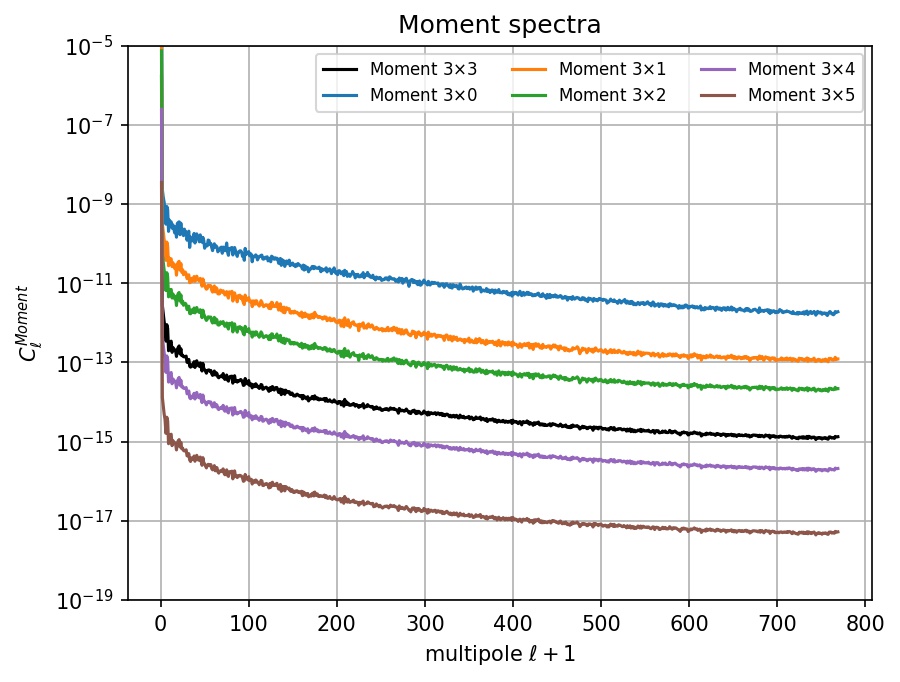 Moment spectra
Moment 3×3
Moment 3×0
Moment 3×1
Moment 3×2
Moment 3×4
Moment 3×5
10⁻⁵
10⁻⁷
10⁻⁹
10⁻¹¹
10⁻¹³
10⁻¹⁵
10⁻¹⁷
10⁻¹⁹
C_ℓ^Moment
0 100 200 300 400 500 600 700 800
multipole ℓ + 1